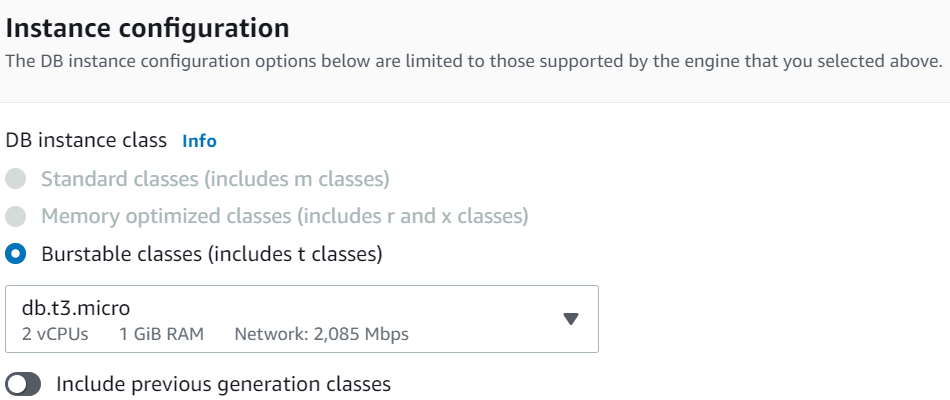 Instance configuration
The DB instance configuration options below are limited to those supported by the engine that you selected above.
DB instance class Info
Standard classes (includes m classes)
Memory optimized classes (includes r and x classes)
Burstable classes (includes t classes)
db.t3.micro
2 vCPUs 1 GiB RAM Network: 2,085 Mbps
Include previous generation classes